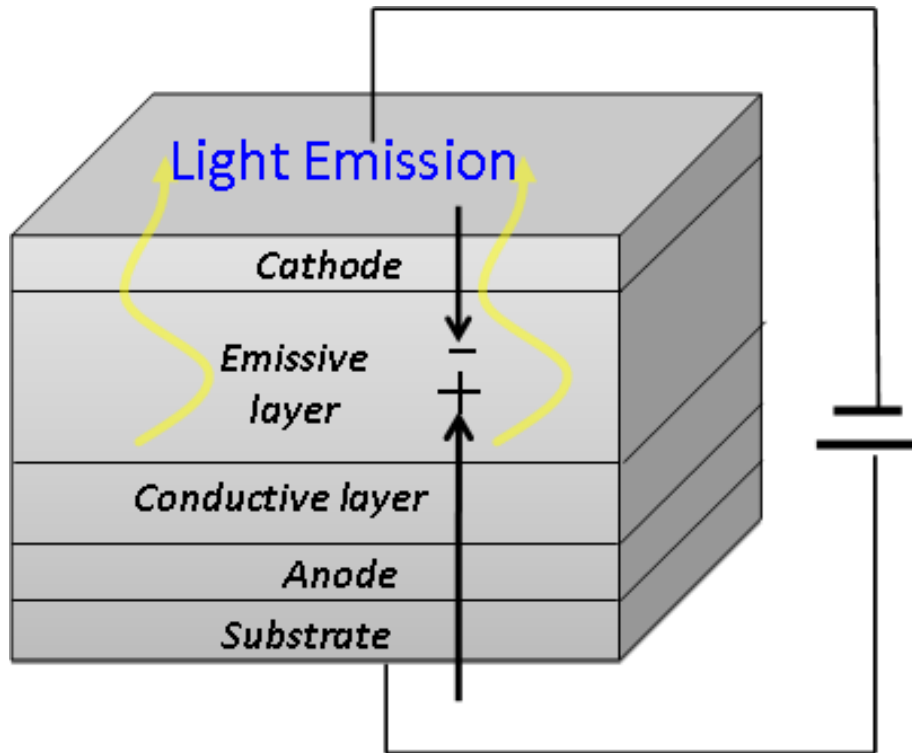 Light Emission
Cathode
Emissive
layer
−
+
Conductive layer
Anode
Substrate